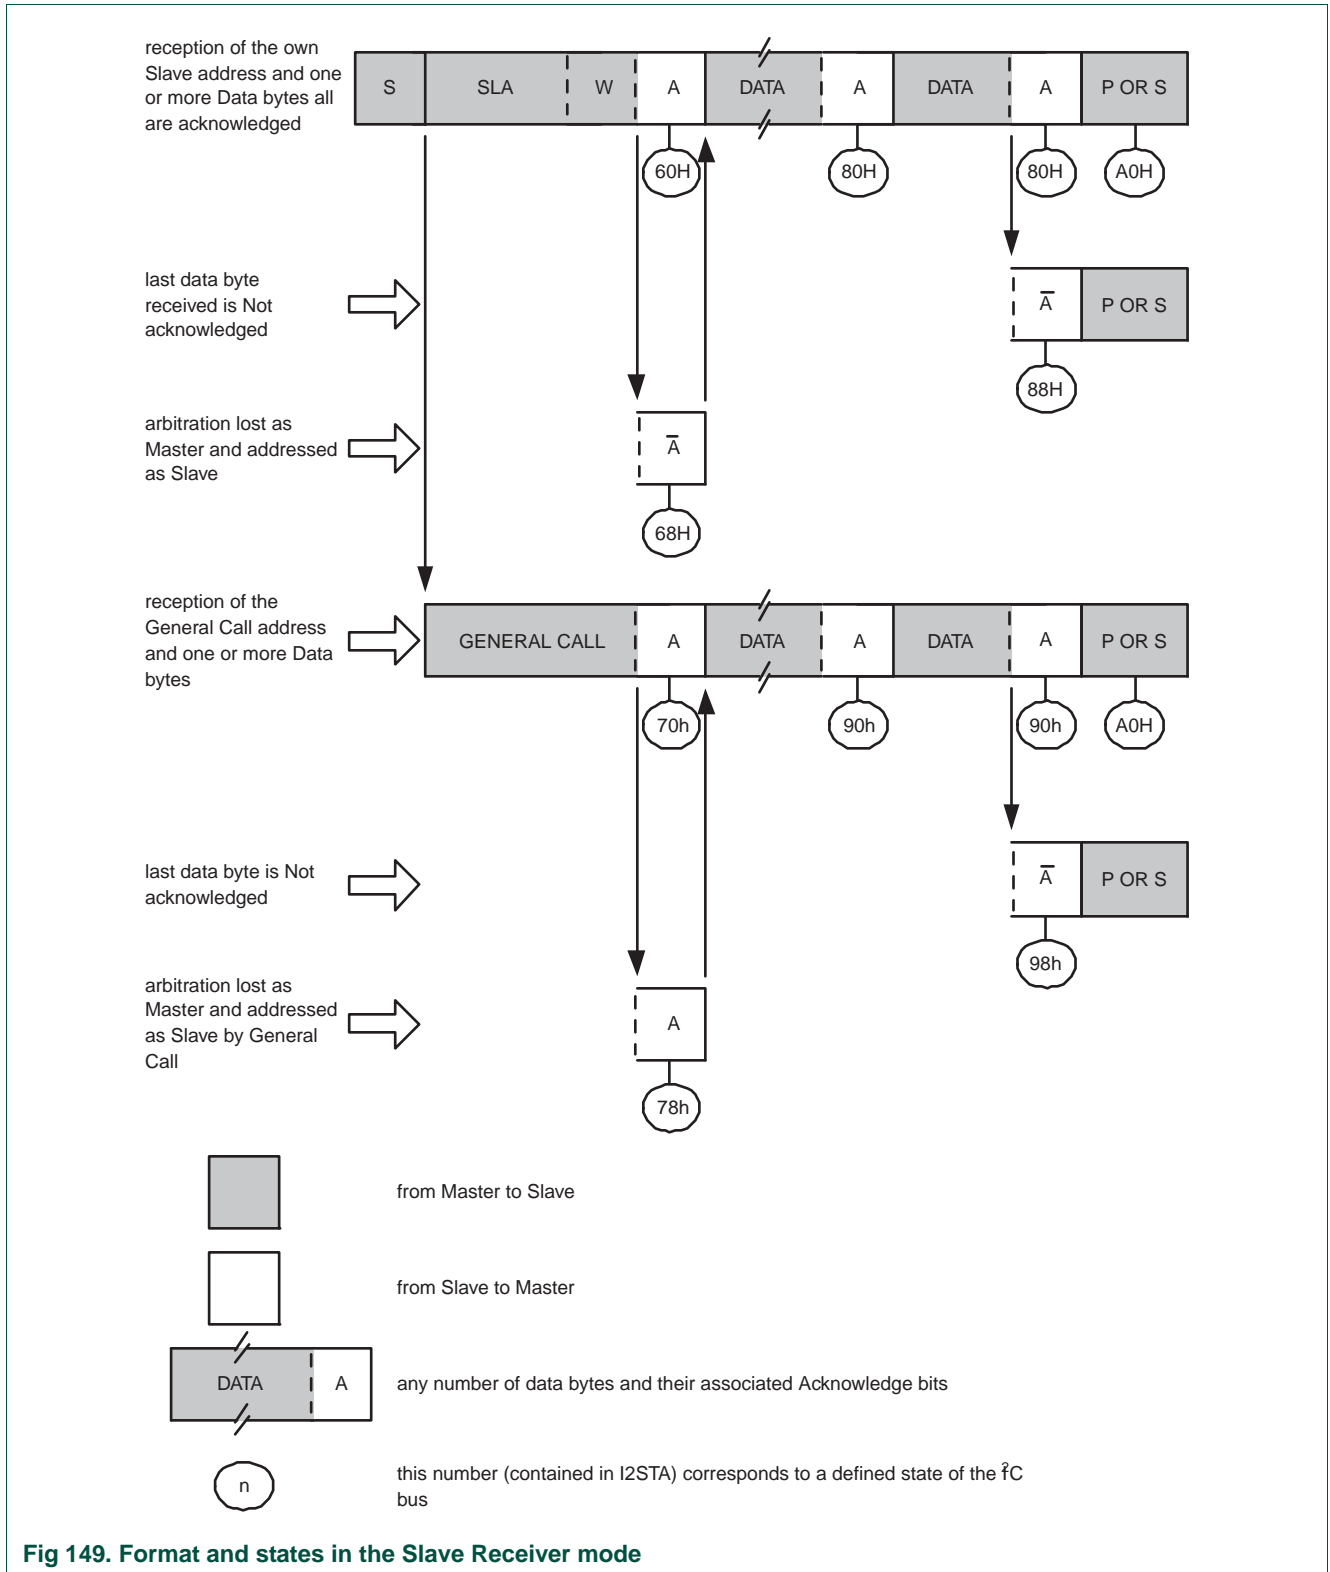 reception of the own
Slave address and one
or more Data bytes all
are acknowledged
S SLA W A DATA A DATA A P OR S
60H 80H 80H A0H
last data byte
received is Not
acknowledged
A̅ P OR S
88H
arbitration lost as
Master and addressed
as Slave
A̅
68H
reception of the
General Call address
and one or more Data
bytes
GENERAL CALL A DATA A DATA A P OR S
70h 90h 90h A0H
last data byte is Not
acknowledged
A̅ P OR S
98h
arbitration lost as
Master and addressed
as Slave by General
Call
A
78h
from Master to Slave
from Slave to Master
DATA A any number of data bytes and their associated Acknowledge bits
n this number (contained in I2STA) corresponds to a defined state of the I²C
bus
Fig 149. Format and states in the Slave Receiver mode